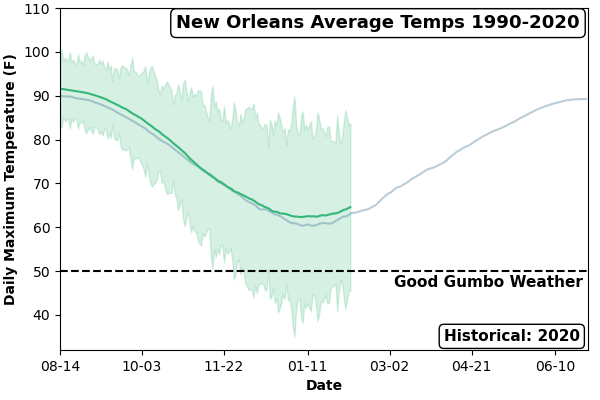 New Orleans Average Temps 1990-2020
Daily Maximum Temperature (F)
110
100
90
80
70
60
50
40
Good Gumbo Weather
Historical: 2020
08-14 10-03 11-22 01-11 03-02 04-21 06-10
Date